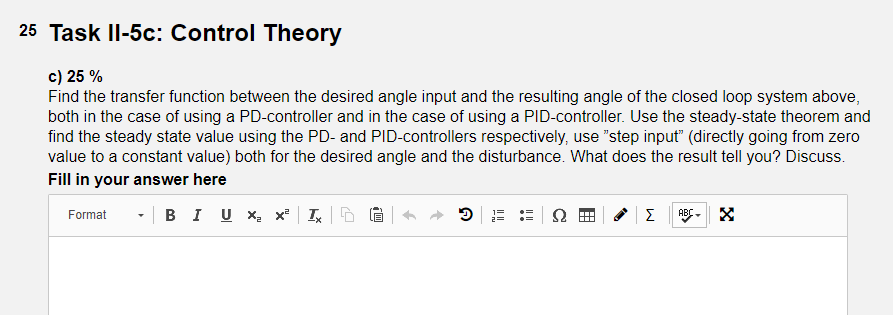 25 Task II-5c: Control Theory
c) 25 %
Find the transfer function between the desired angle input and the resulting angle of the closed loop system above,
both in the case of using a PD-controller and in the case of using a PID-controller. Use the steady-state theorem and
find the steady state value using the PD- and PID-controllers respectively, use ”step input” (directly going from zero
value to a constant value) both for the desired angle and the disturbance. What does the result tell you? Discuss.
Fill in your answer here
Format B I U x₂ x² Iₓ Ω Σ ABC